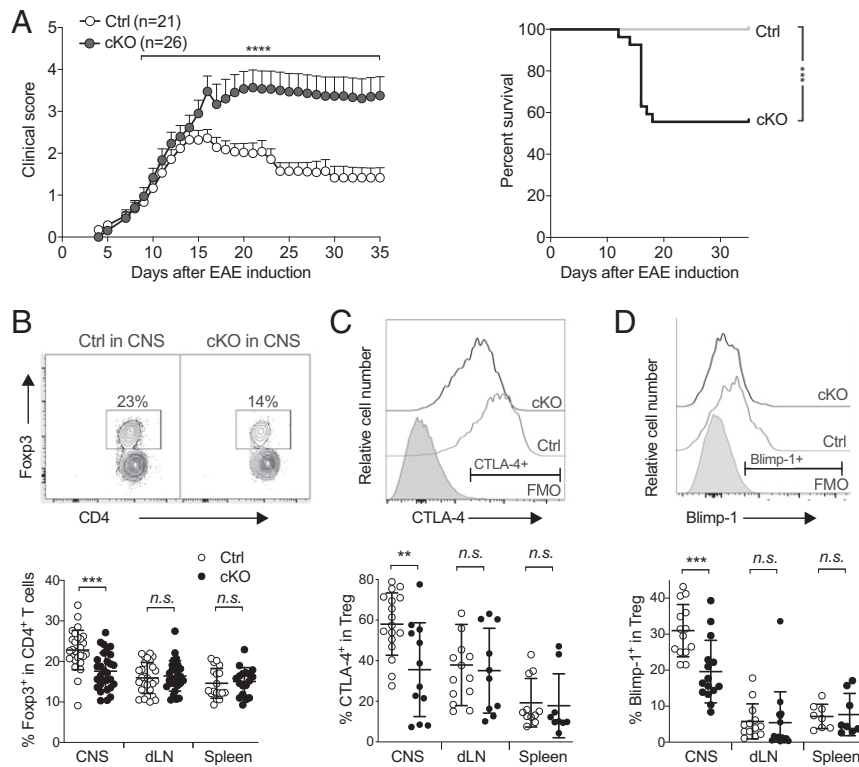 A
Ctrl (n=21)
cKO (n=26)
****
Clinical score
5
4
3
2
1
0
0 5 10 15 20 25 30 35
Days after EAE induction
Percent survival
100
80
60
40
20
0
0 12 24
Days after EAE induction
Ctrl
cKO
***
B
Ctrl in CNS
cKO in CNS
23%
14%
Foxp3
CD4
Ctrl
cKO
% Foxp3+ in CD4+ T cells
40
30
20
10
0
***
n.s.
n.s.
CNS dLN Spleen
C
Relative cell number
cKO
Ctrl
CTLA-4+
FMO
CTLA-4
% CTLA-4+ in Treg
80
60
40
20
0
**
n.s.
n.s.
CNS dLN Spleen
D
Relative cell number
cKO
Ctrl
Blimp-1+
FMO
Blimp-1
% Blimp-1+ in Treg
40
30
20
10
0
***
n.s.
n.s.
CNS dLN Spleen